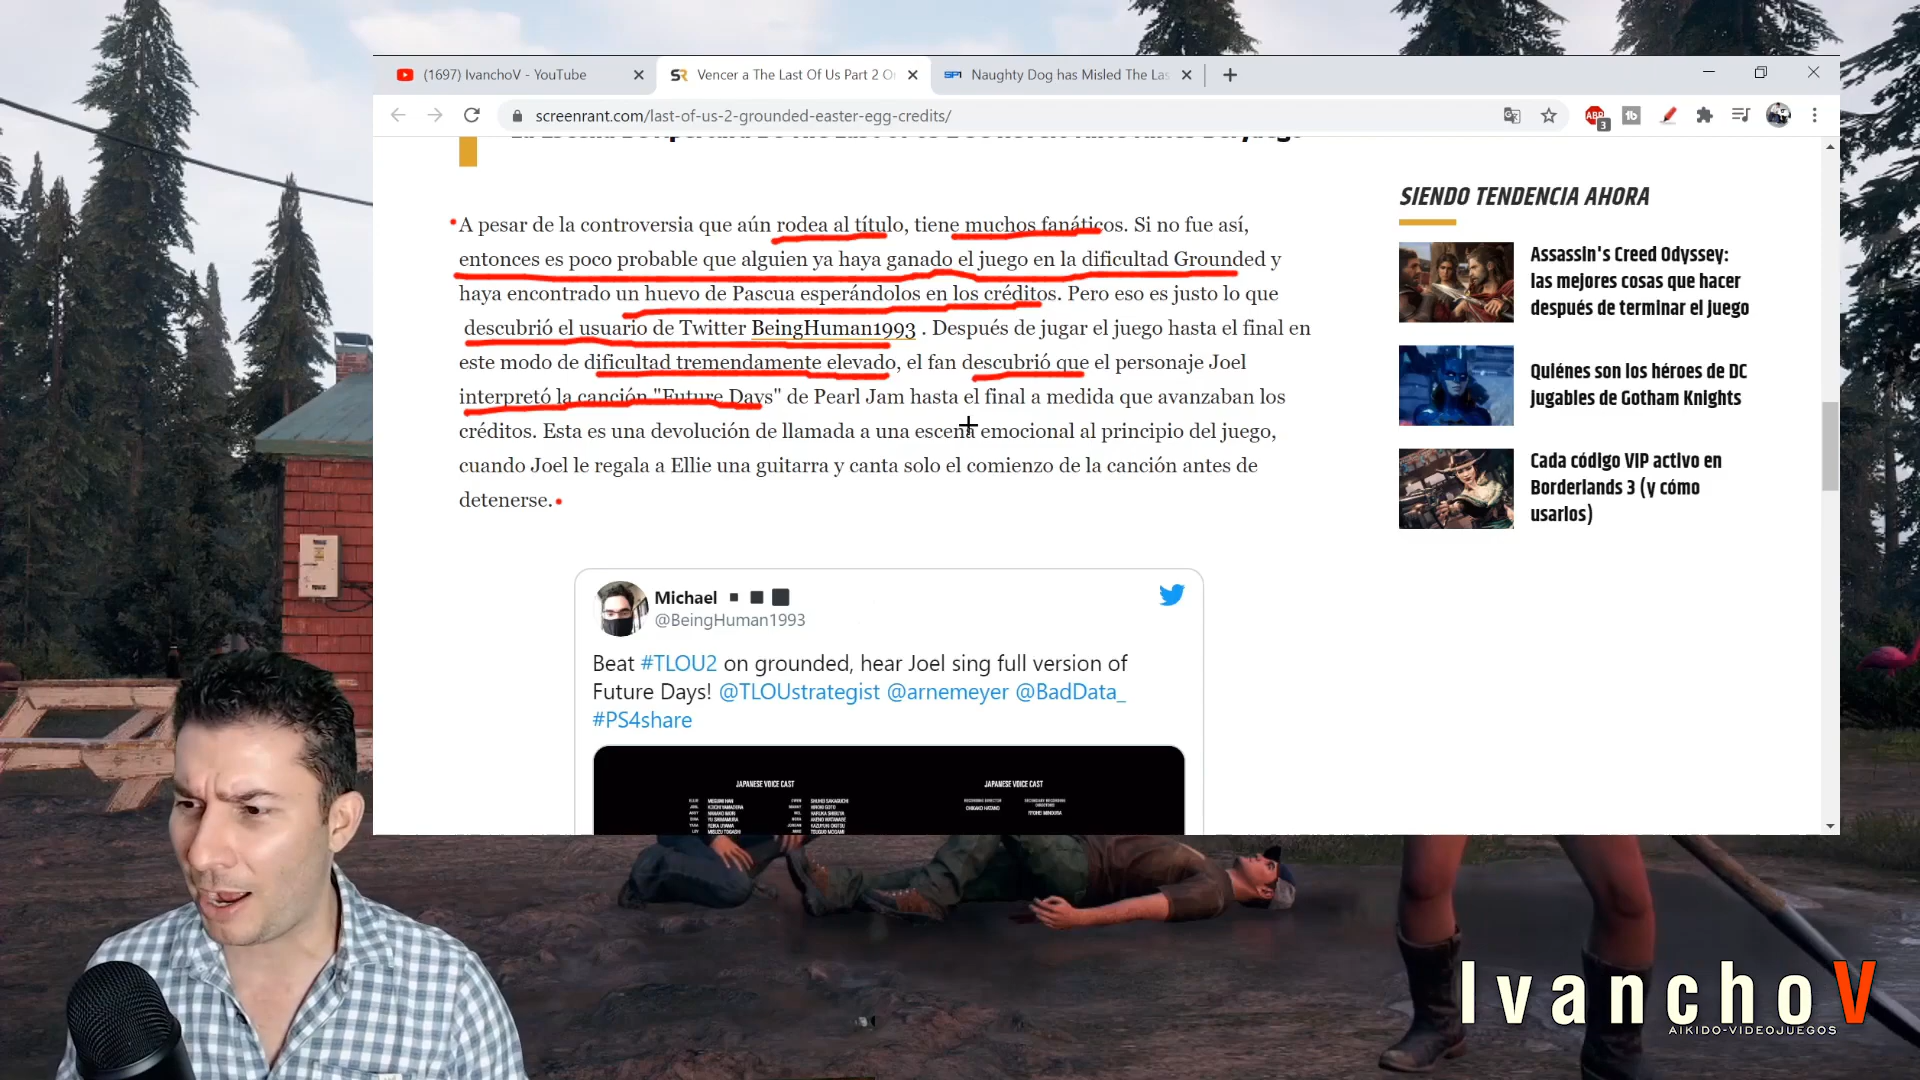 (1697) IvanchoV - YouTube
Vencer a The Last Of Us Part 2 O
Naughty Dog has Misled The Las
screenrant.com/last-of-us-2-grounded-easter-egg-credits/
ABP
3
A pesar de la controversia que aún rodea al título, tiene muchos fanáticos. Si no fue así,
entonces es poco probable que alguien ya haya ganado el juego en la dificultad Grounded y
haya encontrado un huevo de Pascua esperándolos en los créditos. Pero eso es justo lo que
descubrió el usuario de Twitter BeingHuman1993 . Después de jugar el juego hasta el final en
este modo de dificultad tremendamente elevado, el fan descubrió que el personaje Joel
interpretó la canción "Future Days" de Pearl Jam hasta el final a medida que avanzaban los
créditos. Esta es una devolución de llamada a una escena emocional al principio del juego,
cuando Joel le regala a Ellie una guitarra y canta solo el comienzo de la canción antes de
detenerse.
SIENDO TENDENCIA AHORA
Assassin's Creed Odyssey:
las mejores cosas que hacer
después de terminar el juego
Quiénes son los héroes de DC
jugables de Gotham Knights
Cada código VIP activo en
Borderlands 3 (y cómo
usarlos)
Michael
@BeingHuman1993
Beat #TLOU2 on grounded, hear Joel sing full version of
Future Days! @TLOUstrategist @arnemeyer @BadData_
#PS4share
JAPANESE VOICE CAST
JAPANESE VOICE CAST
IvanchoV
AIKIDO-VIDEOJUEGOS